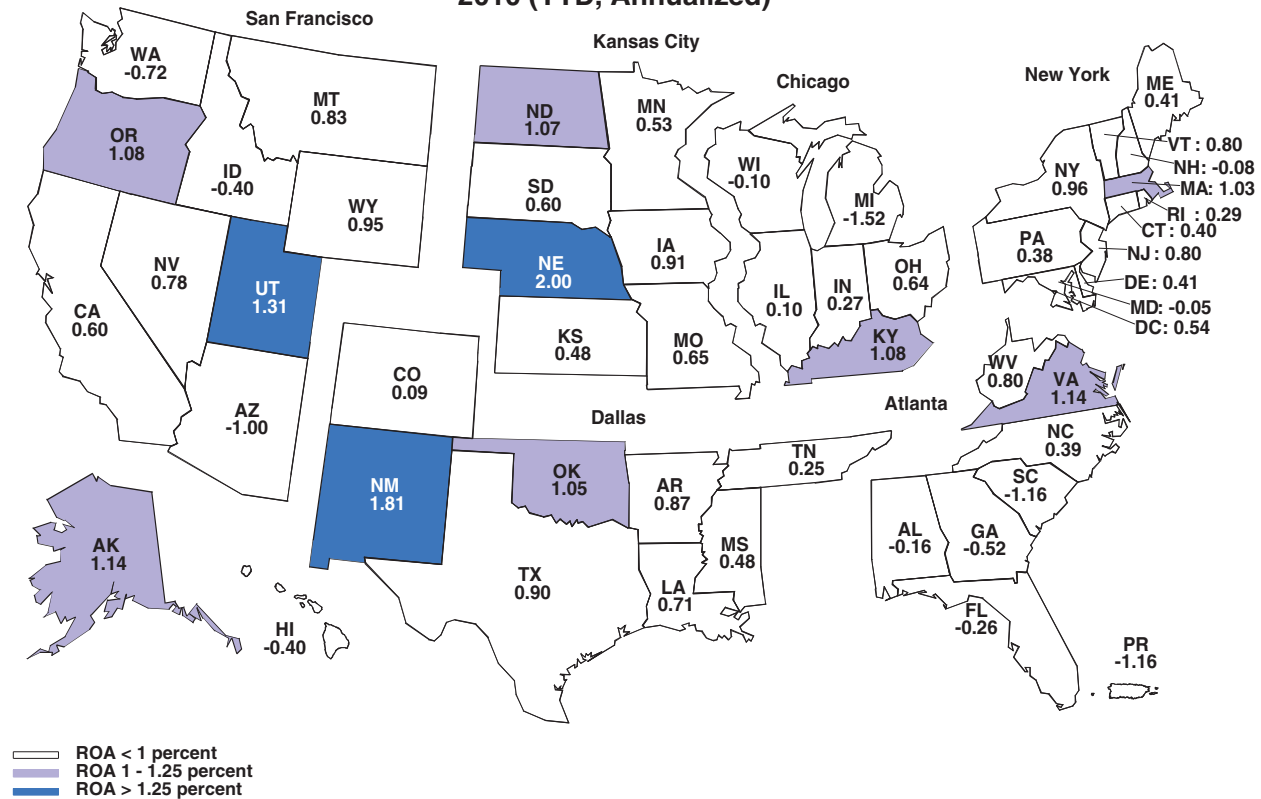 2010 (YTD, Annualized)
San Francisco
Kansas City
Chicago
New York
WA
-0.72
MT
0.83
OR
1.08
ID
-0.40
WY
0.95
NV
0.78
UT
1.31
CA
0.60
AZ
-1.00
ND
1.07
MN
0.53
SD
0.60
NE
2.00
IA
0.91
KS
0.48
MO
0.65
CO
0.09
WI
-0.10
MI
-1.52
IL
0.10
IN
0.27
OH
0.64
KY
1.08
ME
0.41
VT : 0.80
NH: -0.08
MA: 1.03
RI : 0.29
CT : 0.40
NY
0.96
PA
0.38
NJ : 0.80
DE: 0.41
MD: -0.05
DC: 0.54
WV
0.80
VA
1.14
Dallas
Atlanta
NM
1.81
OK
1.05
AR
0.87
TX
0.90
LA
0.71
MS
0.48
TN
0.25
NC
0.39
SC
-1.16
AL
-0.16
GA
-0.52
FL
-0.26
PR
-1.16
AK
1.14
HI
-0.40
ROA < 1 percent
ROA 1 - 1.25 percent
ROA > 1.25 percent